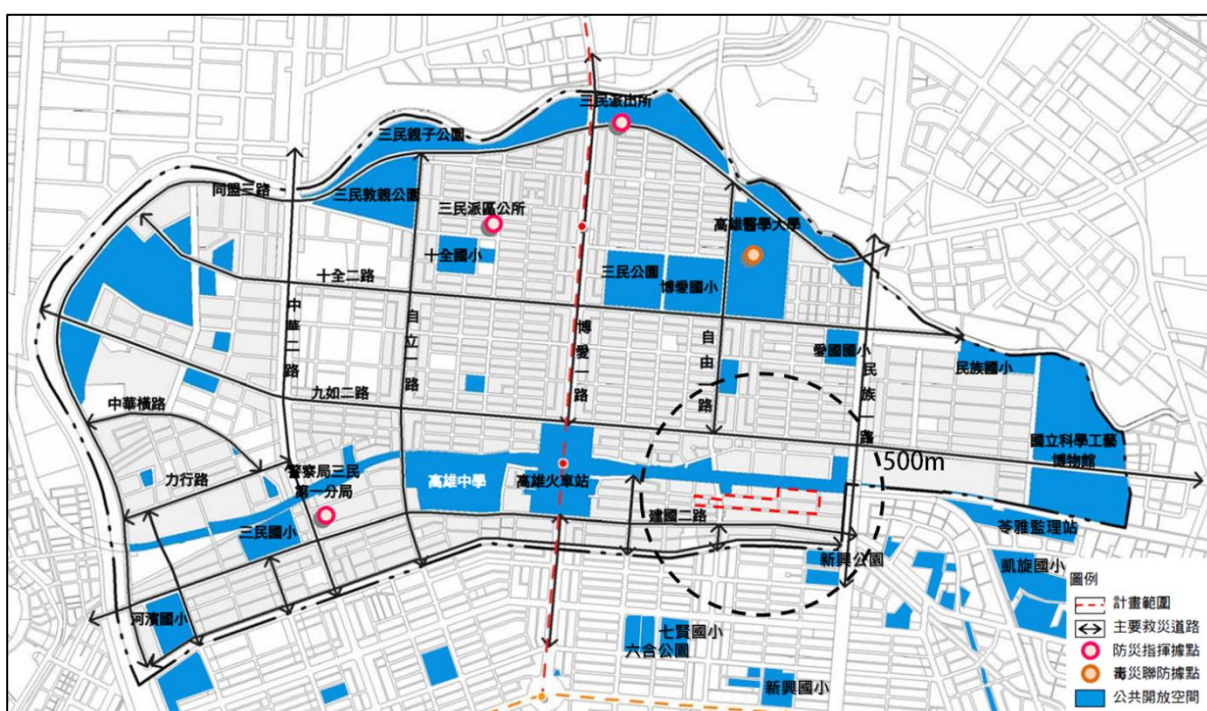 三民派出所
三民親子公園
同盟三路
三民敦親公園
三民派區公所
高雄醫學大學
十全國小
三民公園
博愛國小
十全二路
中華二路
自立一路
博愛一路
自由一路
愛國國小
民族一路
民族國小
九如二路
中華橫路
國立科學工藝
博物館
500m
力行路
警察局三民
第一分局
高雄中學
高雄火車站
建國二路
三民國小
苓雅監理站
新興公園
凱旋國小
河濱國小
七賢國小
六合公園
新興國小
圖例
計畫範圍
主要救災道路
防災指揮據點
毒災聯防據點
公共開放空間